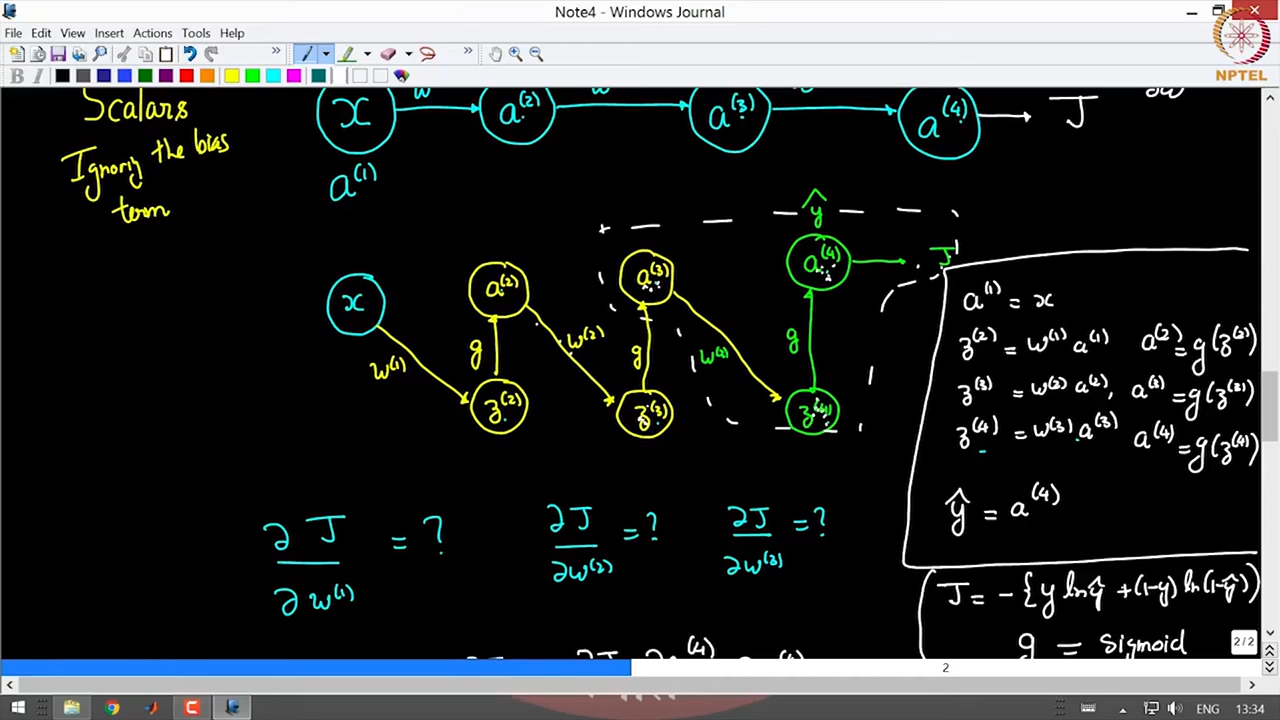 Note4 - Windows Journal
File Edit View Insert Actions Tools Help
NPTEL
Scalars
Ignoring the bias
term
x a⁽²⁾ a⁽³⁾ a⁽⁴⁾ J
a⁽¹⁾
ŷ
x a⁽²⁾ a⁽³⁾ a⁽⁴⁾ J
w⁽¹⁾ g w⁽²⁾ g w⁽³⁾ g
z⁽²⁾ z⁽³⁾ z⁽⁴⁾
a⁽¹⁾ = x
z⁽²⁾ = w⁽¹⁾ a⁽¹⁾ a⁽²⁾ = g(z⁽²⁾)
z⁽³⁾ = w⁽²⁾ a⁽²⁾, a⁽³⁾ = g(z⁽³⁾)
z⁽⁴⁾ = w⁽³⁾ a⁽³⁾ a⁽⁴⁾ = g(z⁽⁴⁾)
ŷ = a⁽⁴⁾
∂J/∂w⁽¹⁾ = ? ∂J/∂w⁽²⁾ = ? ∂J/∂w⁽³⁾ = ?
J = -{y ln ŷ + (1-y) ln(1-ŷ)
g = sigmoid
2/2
2
ENG 13:34